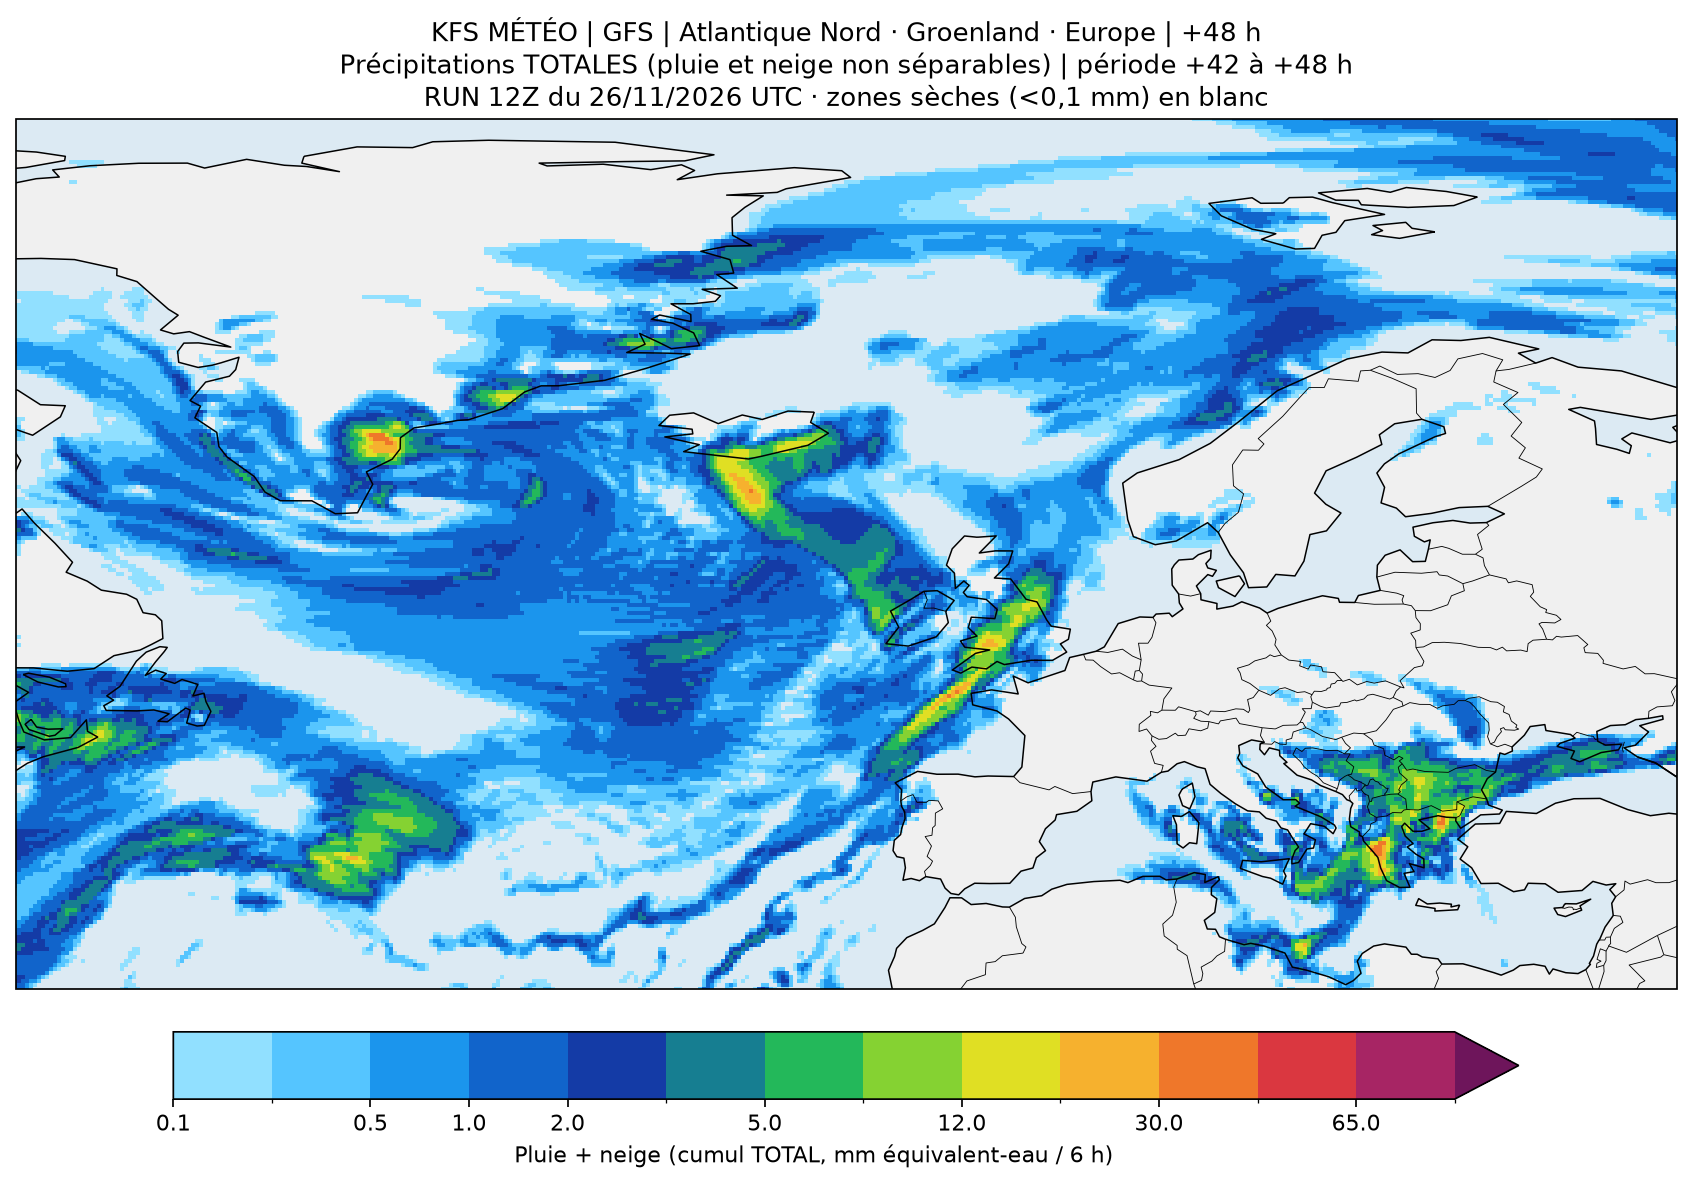 KFS MÉTÉO | GFS | Atlantique Nord · Groenland · Europe | +48 h
Précipitations TOTALES (pluie et neige non séparables) | période +42 à +48 h
RUN 12Z du 26/11/2026 UTC · zones sèches (<0,1 mm) en blanc
0.1 0.5 1.0 2.0 5.0 12.0 30.0 65.0
Pluie + neige (cumul TOTAL, mm équivalent-eau / 6 h)